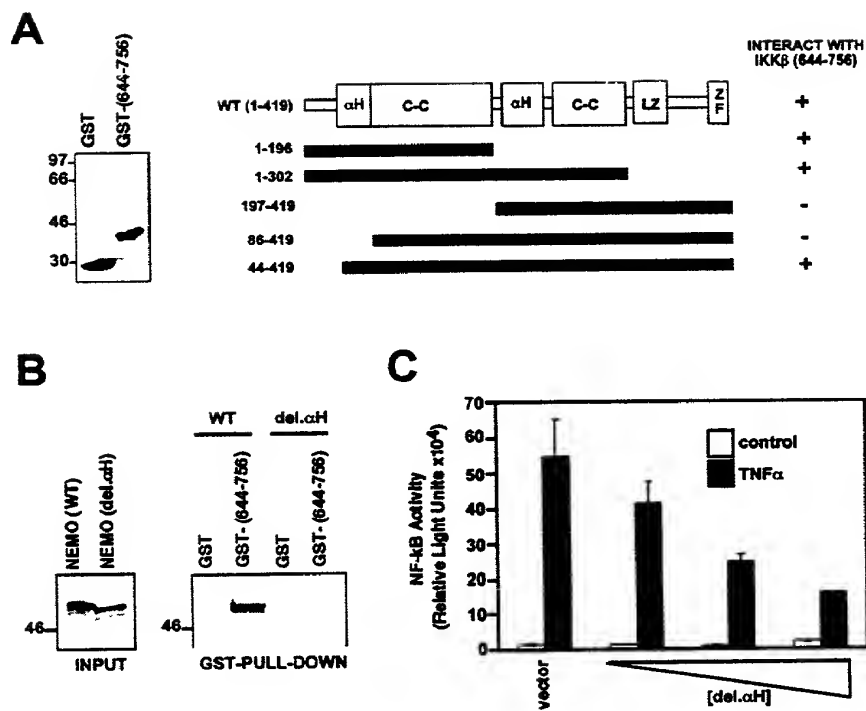 A
INTERACT WITH
IKKβ (644-756)
GST
GST-(644-756)
97
66
46
30
WT (1-419)
αH
C-C
αH
C-C
LZ
Z
F
+
1-196
+
1-302
+
197-419
-
86-419
-
44-419
+
B
WT
del.αH
NEMO (WT)
NEMO (del.αH)
GST
GST- (644-756)
GST
GST- (644-756)
46
46
INPUT
GST-PULL-DOWN
C
NF-kB Activity
(Relative Light Units x10⁴)
70
60
50
40
30
20
10
0
control
TNFα
vector
[del.αH]